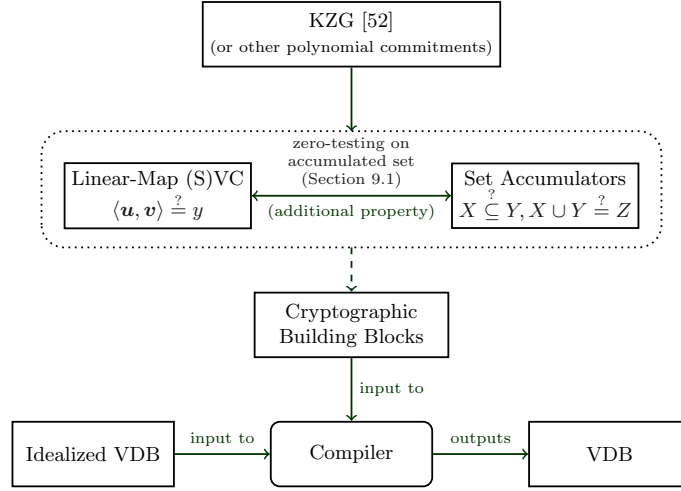 KZG [52]
(or other polynomial commitments)
zero-testing on
accumulated set
(Section 9.1)
Linear-Map (S)VC
⟨𝒖, 𝒗⟩ ≟ y
(additional property)
Set Accumulators
X ⊆? Y, X ∪ Y ≟ Z
Cryptographic
Building Blocks
input to
Idealized VDB
input to
Compiler
outputs
VDB